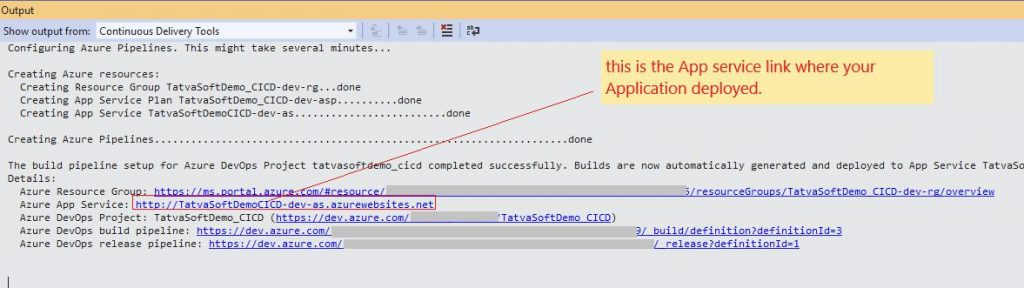 Output
Show output from: Continuous Delivery Tools
Configuring Azure Pipelines. This might take several minutes...
this is the App service link where your
Application deployed.
Creating Azure resources:
Creating Resource Group TatvaSoftDemo_CICD-dev-rg...done
Creating App Service Plan TatvaSoftDemo_CICD-dev-asp..........done
Creating App Service TatvaSoftDemoCICD-dev-as.........................done
Creating Azure Pipelines.....................................................................done
The build pipeline setup for Azure DevOps Project tatvasoftdemo_cicd completed successfully. Builds are now automatically generated and deployed to App Service TatvaSo
Details:
Azure Resource Group: https://ms.portal.azure.com/#resource/ 6/resourceGroups/TatvaSoftDemo_CICD-dev-rg/overview
Azure App Service: http://TatvaSoftDemoCICD-dev-as.azurewebsites.net
Azure DevOps Project: TatvaSoftDemo_CICD (https://dev.azure.com/ /TatvaSoftDemo_CICD)
Azure DevOps build pipeline: https://dev.azure.com/ 9/_build/definition?definitionId=3
Azure DevOps release pipeline: https://dev.azure.com/ /_release?definitionId=1